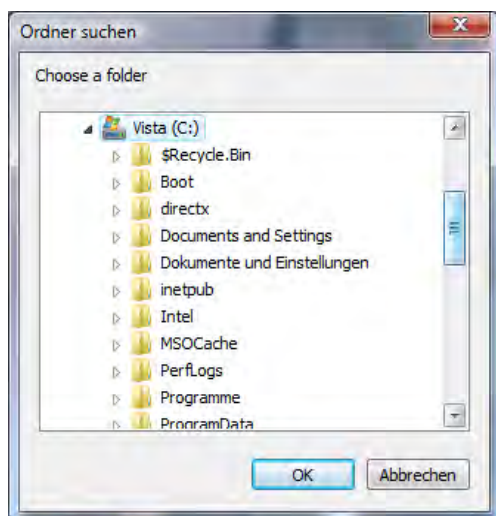 Ordner suchen
Choose a folder
Vista (C:)
$Recycle.Bin
Boot
directx
Documents and Settings
Dokumente und Einstellungen
inetpub
Intel
MSOCache
PerfLogs
Programme
ProgramData
OK Abbrechen